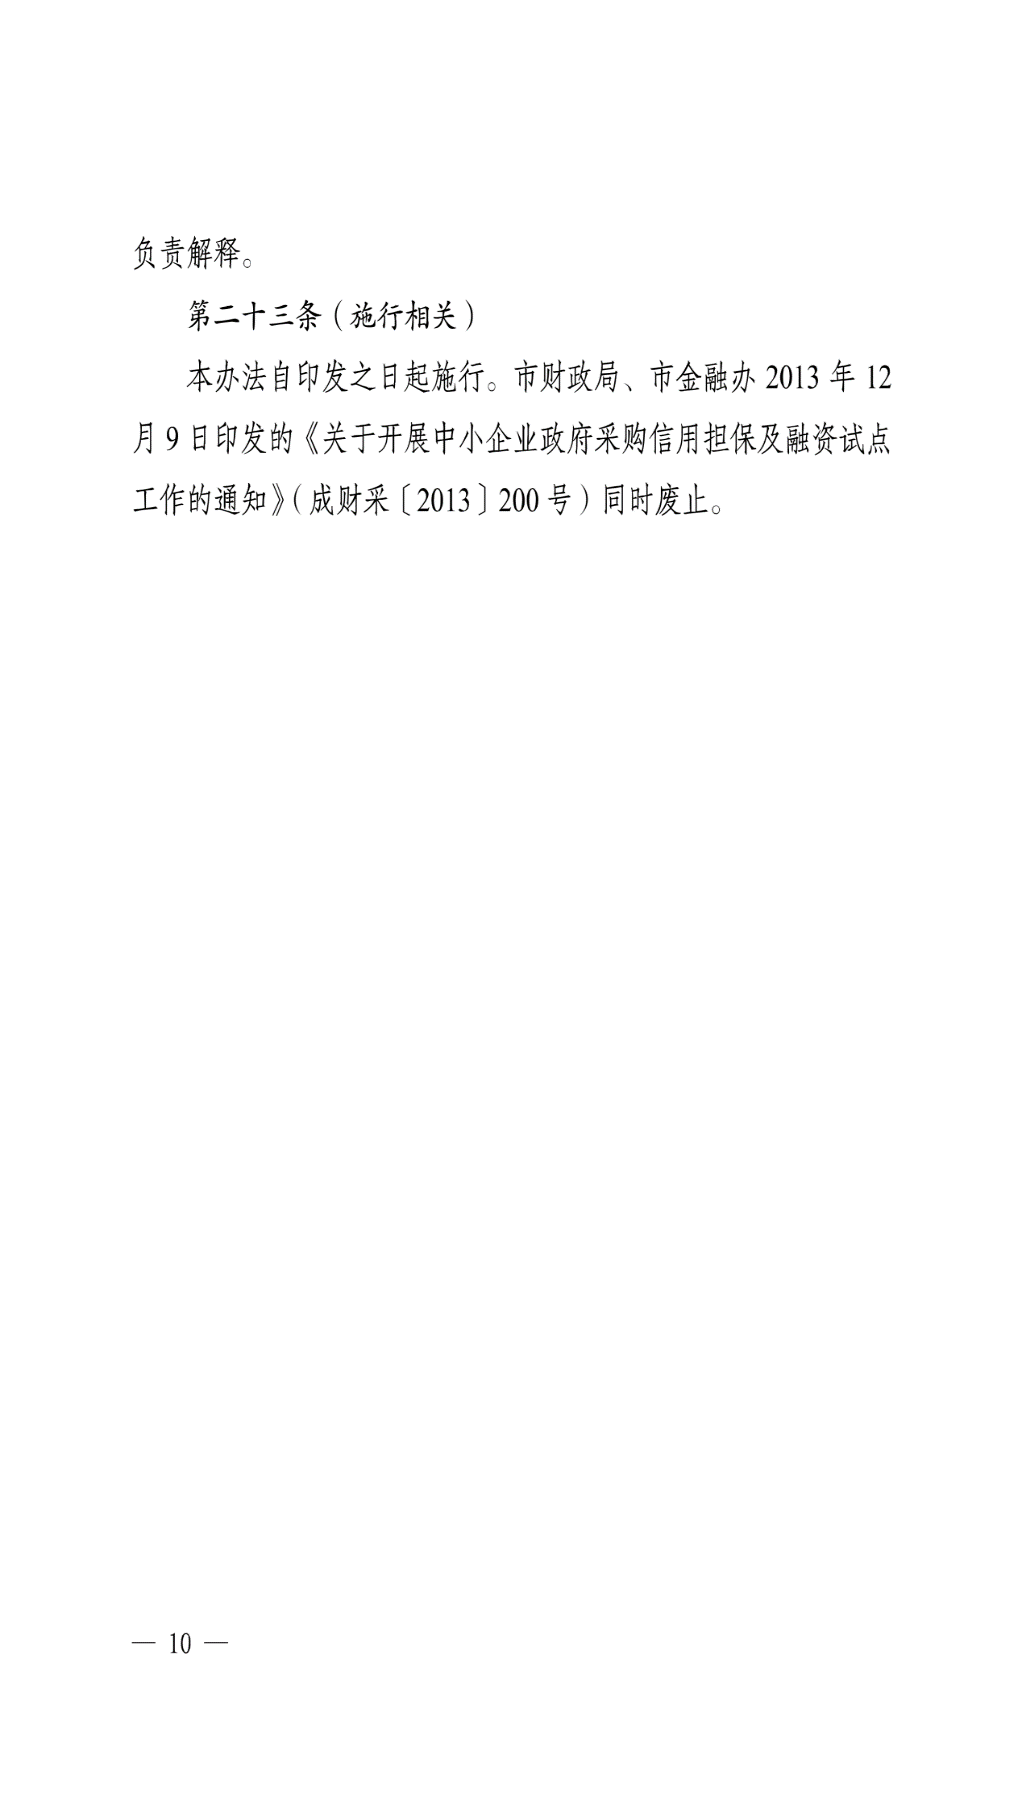 负责解释。
第二十三条（施行相关）
本办法自印发之日起施行。市财政局、市金融办 2013 年 12
月 9 日印发的《关于开展中小企业政府采购信用担保及融资试点
工作的通知》（成财采〔2013〕200 号）同时废止。
— 10 —